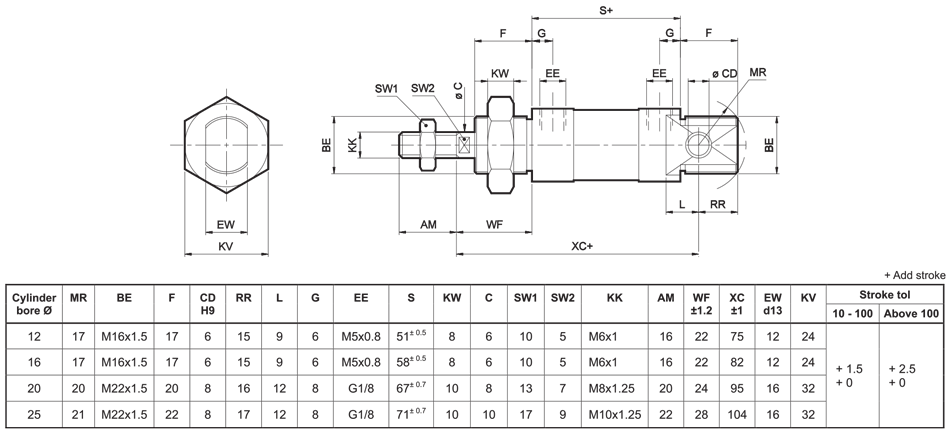 S+
F G G F
KW EE EE ø CD MR
SW1 SW2 ø C
BE KK BE
EW AM WF L RR
KV XC+
+ Add stroke
Cylinder bore Ø MR BE F CD H9 RR L G EE S KW C SW1 SW2 KK AM WF ±1.2 XC ±1 EW d13 KV Stroke tol
10 - 100 Above 100
12 17 M16x1.5 17 6 15 9 6 M5x0.8 51± 0.5 8 6 10 5 M6x1 16 22 75 12 24
16 17 M16x1.5 17 6 15 9 6 M5x0.8 58± 0.5 8 6 10 5 M6x1 16 22 82 12 24
20 20 M22x1.5 20 8 16 12 8 G1/8 67± 0.7 10 8 13 7 M8x1.25 20 24 95 16 32
25 21 M22x1.5 22 8 17 12 8 G1/8 71± 0.7 10 10 17 9 M10x1.25 22 28 104 16 32
+ 1.5 + 2.5
+ 0 + 0